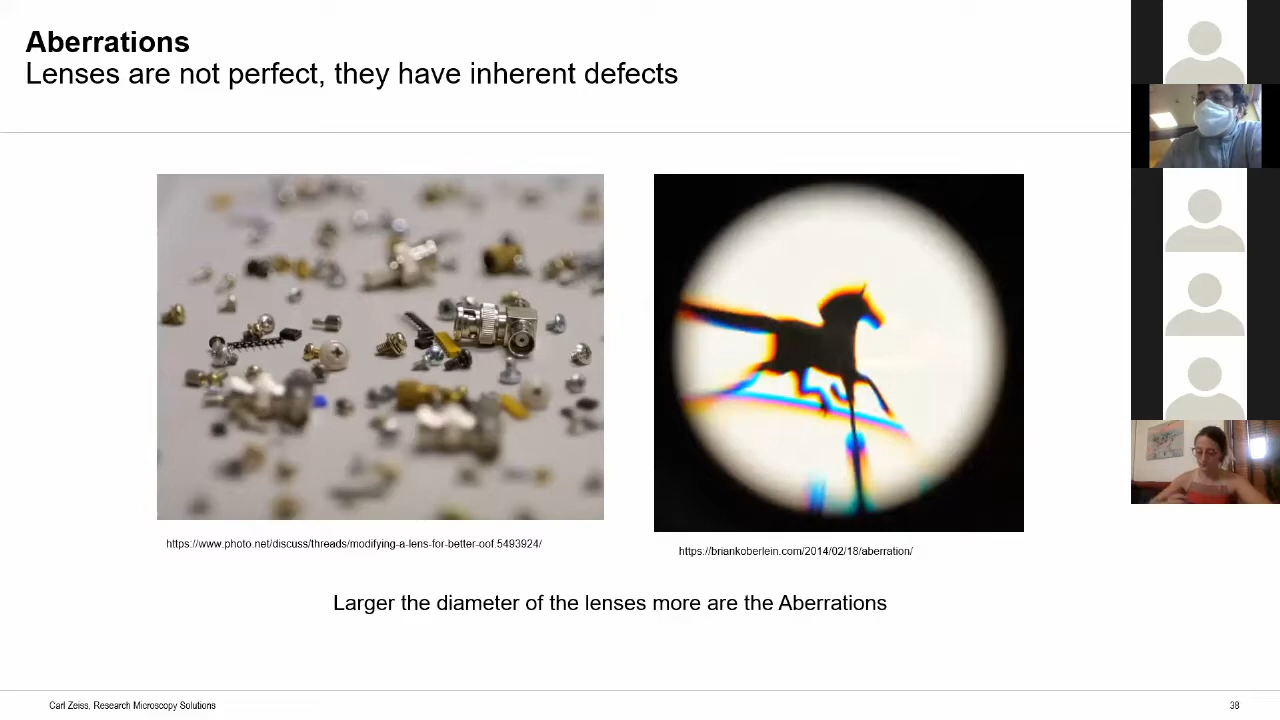 Aberrations
Lenses are not perfect, they have inherent defects
https://www.photo.net/discuss/threads/modifying-a-lens-for-better-oof.5493924/
https://briankoberlein.com/2014/02/18/aberration/
Larger the diameter of the lenses more are the Aberrations
Carl Zeiss, Research Microscopy Solutions
38